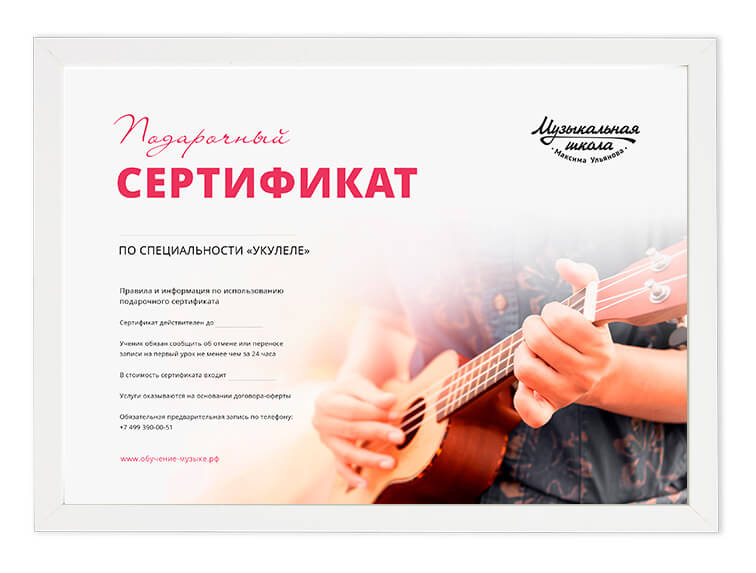 Подарочный
СЕРТИФИКАТ
Музыкальная
школа
• Максима Ульянова •
ПО СПЕЦИАЛЬНОСТИ «УКУЛЕЛЕ»
Правила и информация по использованию
подарочного сертификата
Сертификат действителен до
Учения обязан сообщить об отмене или переносе
записи на первый урок не менее чем за 24 часа
В стоимость сертификата входит
Услуги оказываются на основании договора-оферты
Обязательная предварительная запись по телефону:
+7 499 390-00-51
www.обучение-музыке.рф